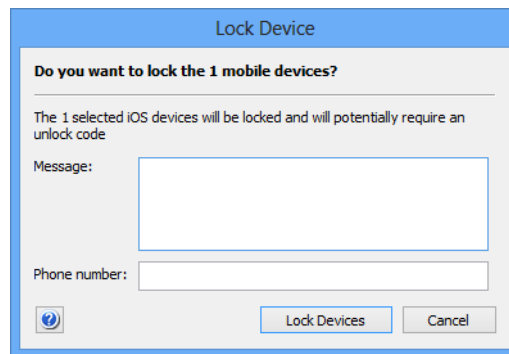 Lock Device
Do you want to lock the 1 mobile devices?
The 1 selected iOS devices will be locked and will potentially require an
unlock code
Message:
Phone number:
?
Lock Devices
Cancel